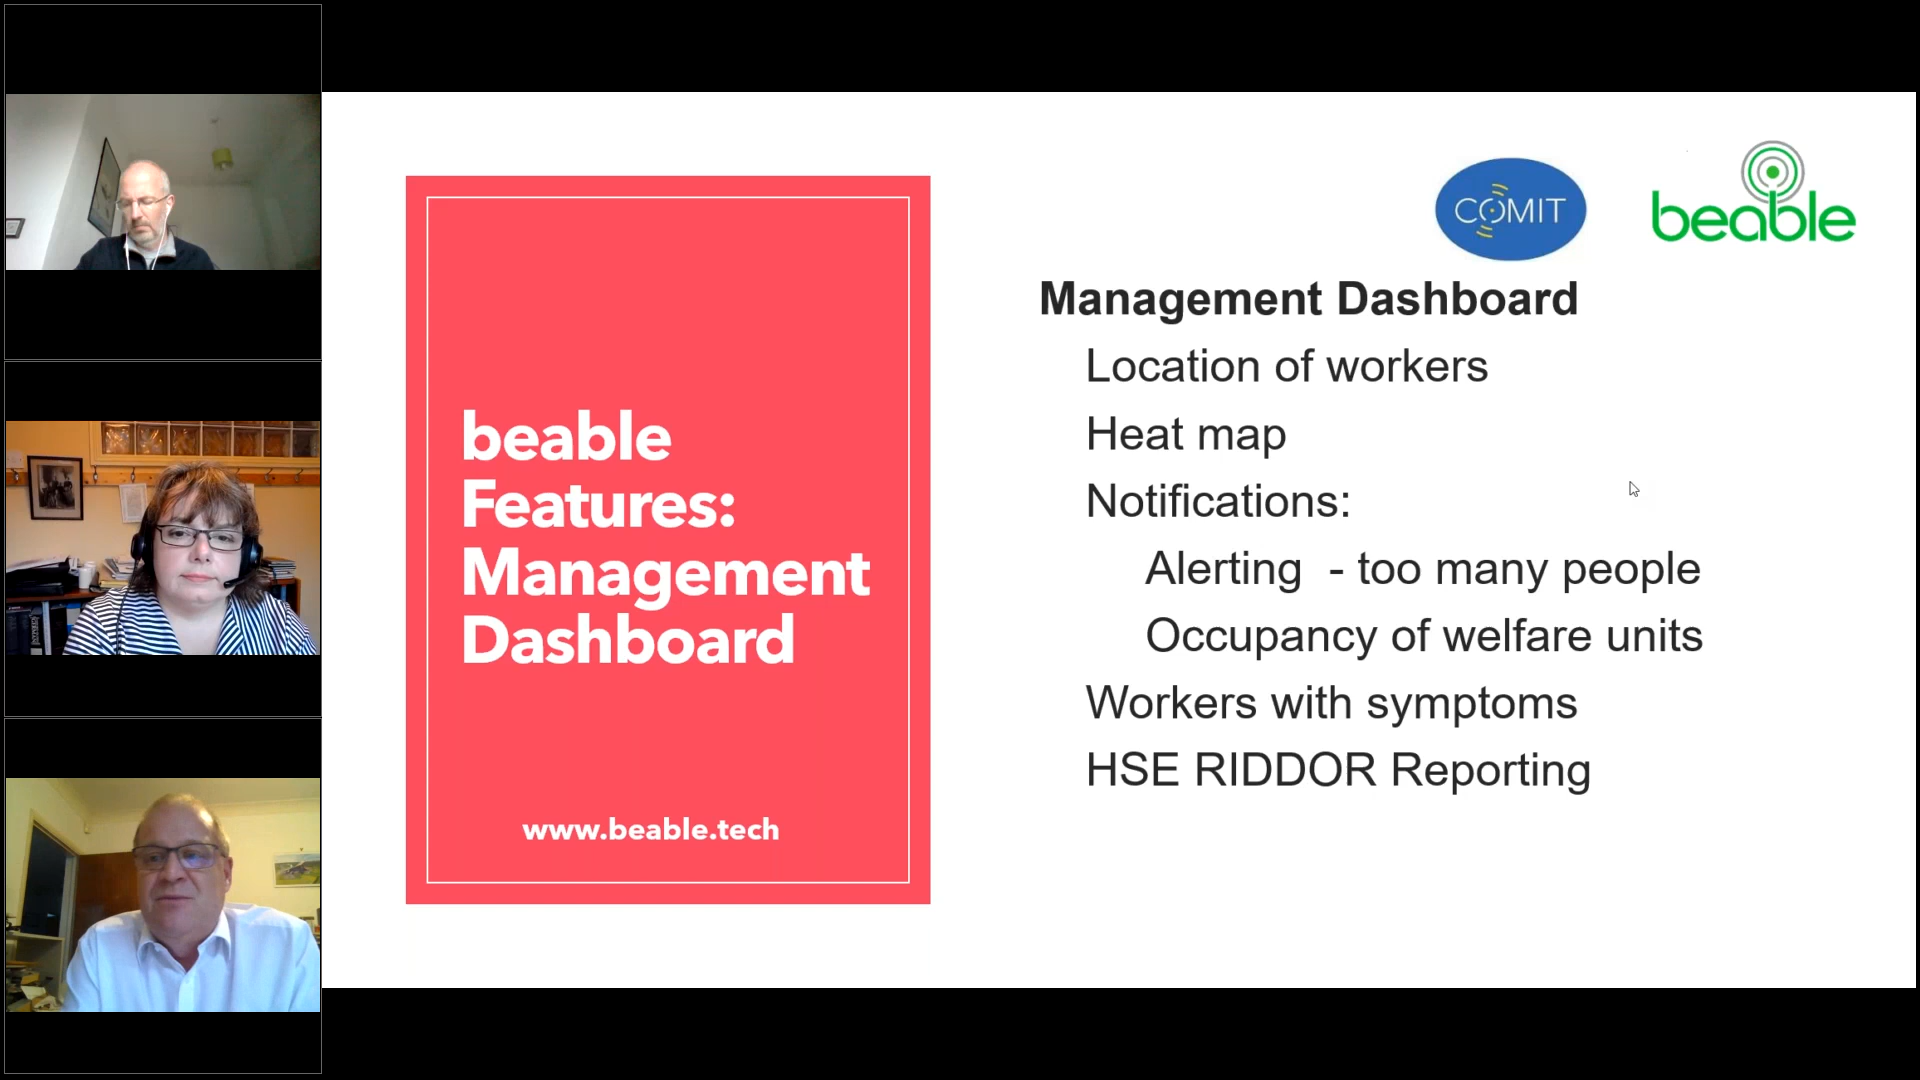 beable
Features:
Management
Dashboard
www.beable.tech
COMIT
beable
Management Dashboard
Location of workers
Heat map
Notifications:
Alerting - too many people
Occupancy of welfare units
Workers with symptoms
HSE RIDDOR Reporting